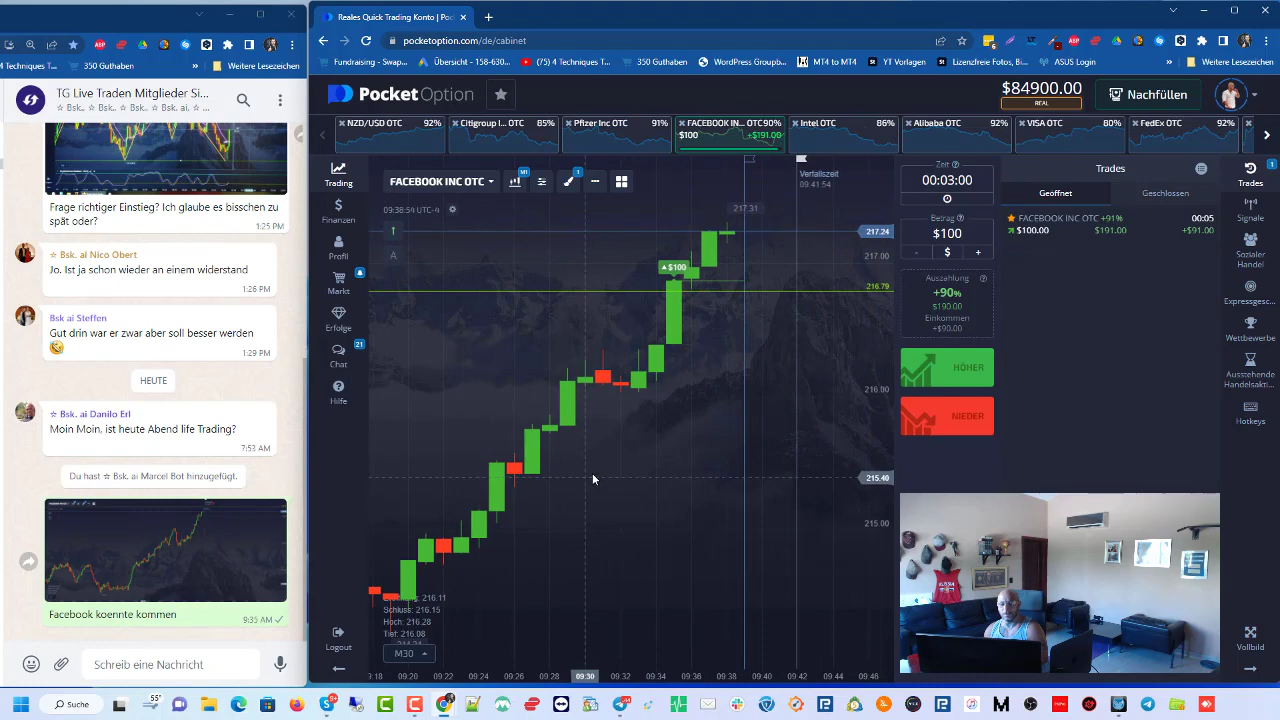 4 Techniques T...
350 Guthaben
»
Weitere Lesezeichen
TG Live Traden Mitglieder Si...
☆ Bsk.. ☆ Bsk.. ☆ Bsk.. ☆ Bsk. ai, ...
Frage richtiger Einstieg? Ich glaube es bisschen zu
spät oder?
1:25 PM
☆ Bsk. ai Nico Obert
Jo. Ist ja schon wieder an einem widerstand
1:26 PM
Bsk ai Steffen
Gut drin war er zwar aber soll besser werden
1:29 PM
HEUTE
☆ Bsk. ai Danilo Erl
Moin Moin, ist heute Abend life Trading?
7:53 AM
Du hast ☆ Bsk. ai Marcel Bot hinzugefügt.
Facebook koennte kommen
9:35 AM
Schreib eine Nachricht
Reales Quick Trading Konto | Poc
pocketoption.com/de/cabinet
Fundraising - Swap...
Übersicht - 158-630...
(75) 4 Techniques T...
350 Guthaben
WordPress Groupb...
MT4 to MT4
YT Vorlagen
Lizenzfreie Fotos, Bi...
ASUS Login
»
Weitere Lesezeichen
PocketOption
$84900.00
REAL
Nachfüllen
NZD/USD OTC 92%
Citigroup I... OTC 85%
Pfizer Inc OTC 91%
FACEBOOK IN... OTC 90%
$100 +$191.00
Intel OTC 86%
Alibaba OTC 92%
VISA OTC 80%
FedEx OTC 92%
Trading
Finanzen
Profil
Markt
Erfolge
21
Chat
Hilfe
Logout
FACEBOOK INC OTC
M1
1
09:38:54 UTC-4
Verfallszeit
09:41:54
217.31
217.24
217.00
216.79
$100
216.00
215.40
215.00
Schluss: 216.15
Hoch: 216.28
Tief: 216.08
M30
9:18 09:20 09:22 09:24 09:26 09:28 09:30 09:32 09:34 09:36 09:38 09:40 09:42 09:44 09:46
Zeit
00:03:00
Betrag
$100
- $ +
Auszahlung
+90%
$190.00
Einkommen
+$90.00
HÖHER
NIEDER
Trades
Geöffnet
Geschlossen
FACEBOOK INC OTC +91% 00:05
$100.00 $191.00 +$91.00
Trades
Signale
Sozialer
Handel
Expressgesc...
Wettbewerbe
Ausstehende
Handelsakti...
Hotkeys
Vollbild
Suche
55°